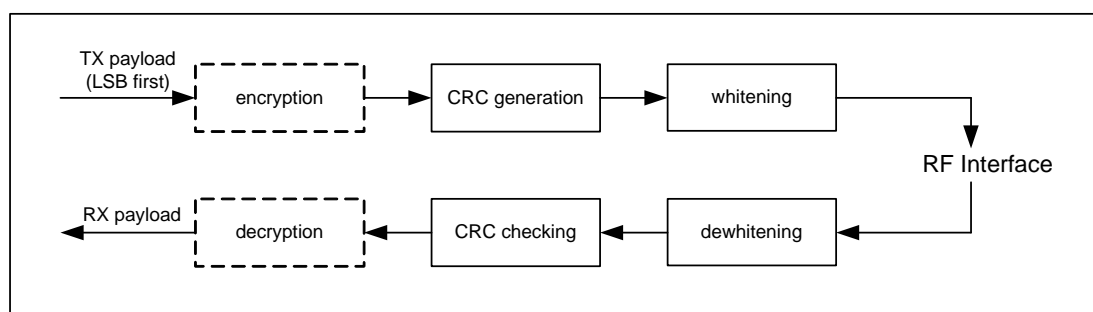 TX payload
(LSB first)
encryption
CRC generation
whitening
RF Interface
RX payload
decryption
CRC checking
dewhitening